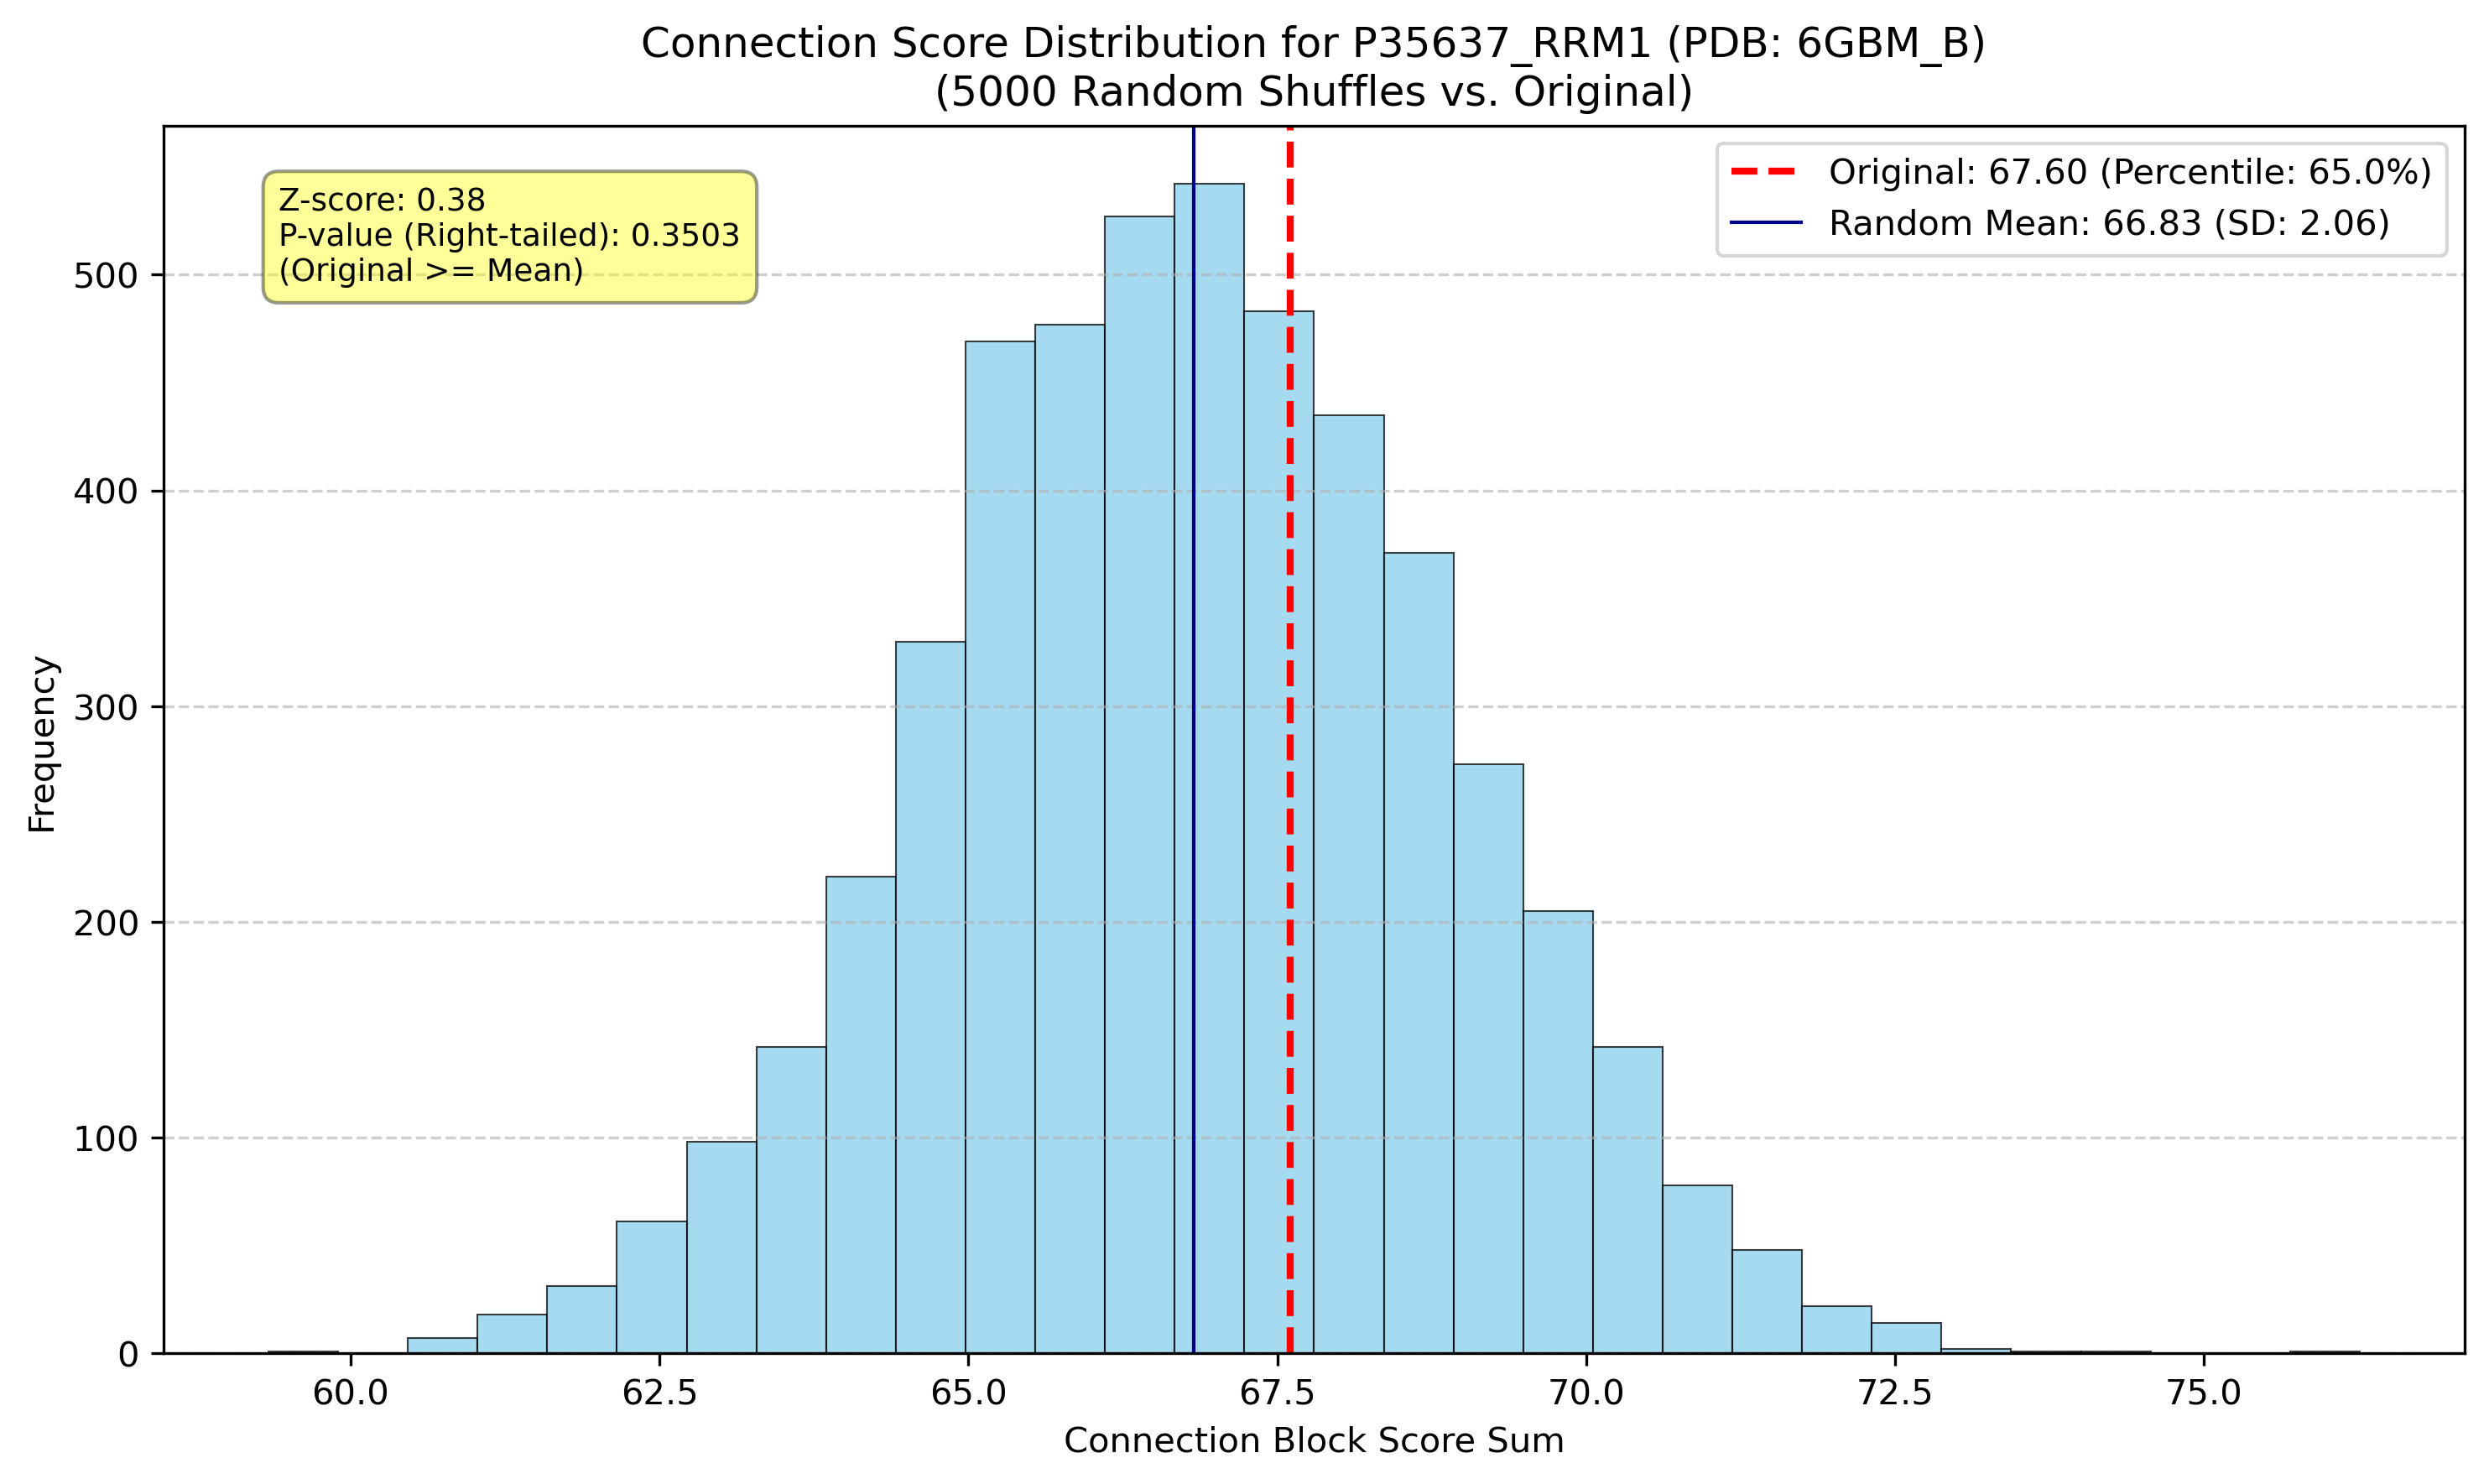 Connection Score Distribution for P35637_RRM1 (PDB: 6GBM_B)
(5000 Random Shuffles vs. Original)
Z-score: 0.38
P-value (Right-tailed): 0.3503
(Original >= Mean)
Original: 67.60 (Percentile: 65.0%)
Random Mean: 66.83 (SD: 2.06)
Frequency
500
400
300
200
100
0
60.0 62.5 65.0 67.5 70.0 72.5 75.0
Connection Block Score Sum